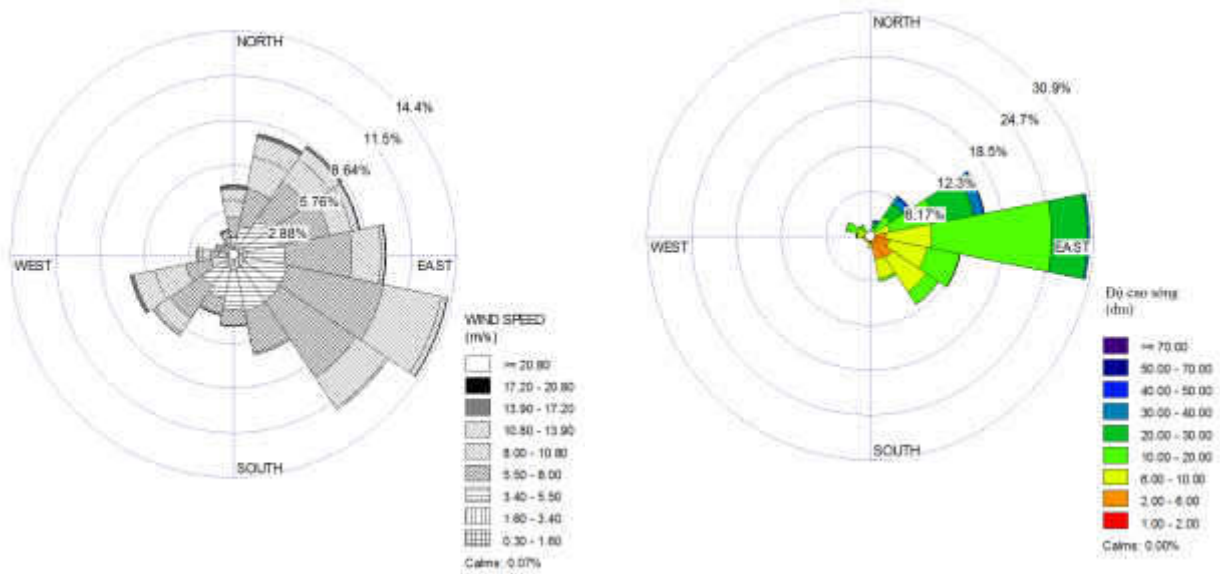 NORTH
14.4%
11.5%
8.64%
5.76%
2.88%
WEST
EAST
SOUTH
WIND SPEED
(m/s)
>= 20.80
17.20 - 20.80
13.90 - 17.20
10.80 - 13.90
8.00 - 10.80
5.50 - 8.00
3.40 - 5.50
1.60 - 3.40
0.30 - 1.60
Calms: 0.07%
NORTH
30.9%
24.7%
18.5%
12.3%
6.17%
WEST
EAST
SOUTH
Độ cao sóng
(dm)
>= 70.00
50.00 - 70.00
40.00 - 50.00
30.00 - 40.00
20.00 - 30.00
10.00 - 20.00
6.00 - 10.00
2.00 - 6.00
1.00 - 2.00
Calms: 0.00%